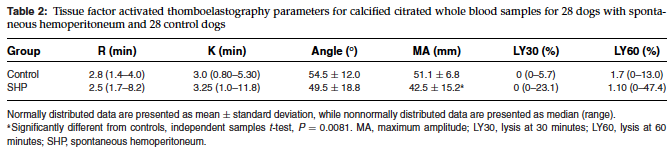 Table 2: Tissue factor activated thromboelastography parameters for calcified citrated whole blood samples for 28 dogs with sponta-
neous hemoperitoneum and 28 control dogs
Group R (min) K (min) Angle (°) MA (mm) LY30 (%) LY60 (%)
Control 2.8 (1.4–4.0) 3.0 (0.80–5.30) 54.5 ± 12.0 51.1 ± 6.8 0 (0–5.7) 1.7 (0–13.0)
SHP 2.5 (1.7–8.2) 3.25 (1.0–11.8) 49.5 ± 18.8 42.5 ± 15.2* 0 (0–23.1) 1.10 (0–47.4)
Normally distributed data are presented as mean ± standard deviation, while nonnormally distributed data are presented as median (range).
*Significantly different from controls, independent samples t-test, P = 0.0081. MA, maximum amplitude; LY30, lysis at 30 minutes; LY60, lysis at 60
minutes; SHP, spontaneous hemoperitoneum.